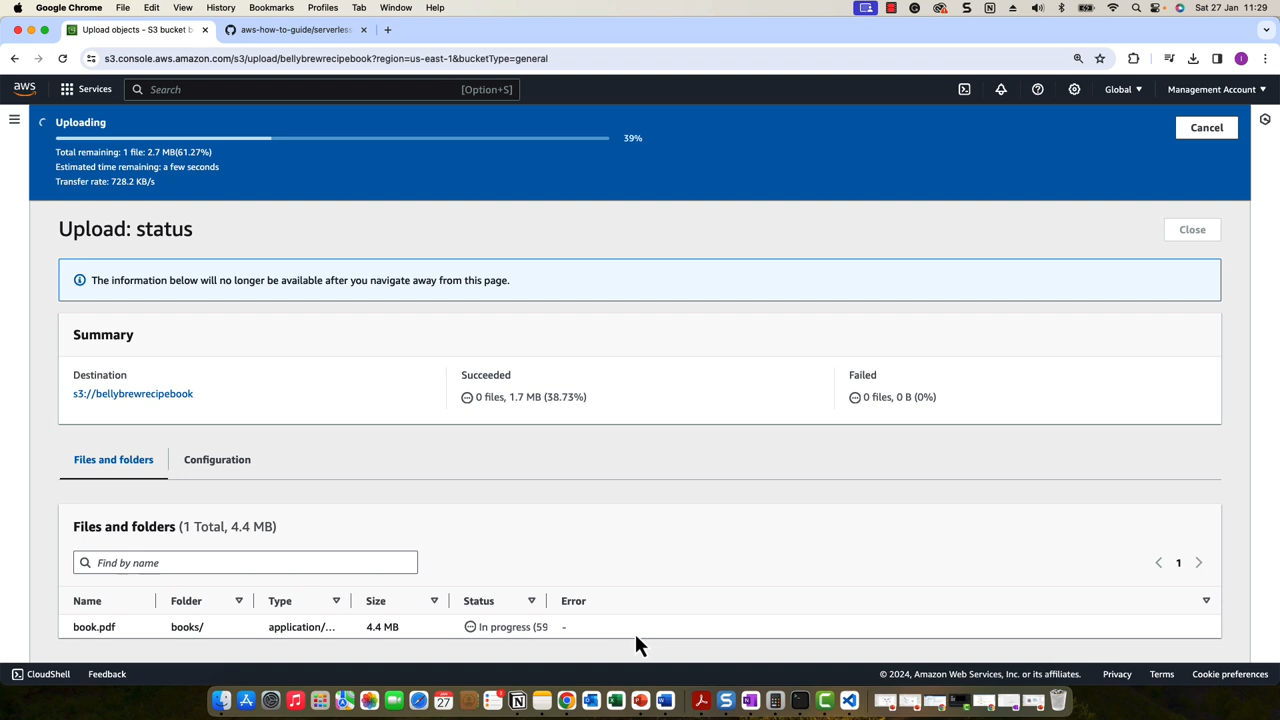 Google Chrome File Edit View History Bookmarks Profiles Tab Window Help Sat 27 Jan 11:29
Upload objects - S3 bucket b aws-how-to-guide/serverless
s3.console.aws.amazon.com/s3/upload/bellybrewrecipebook?region=us-east-1&bucketType=general
aws Services Search [Option+S] Global Management Account
Uploading
39%
Cancel
Total remaining: 1 file: 2.7 MB(61.27%)
Estimated time remaining: a few seconds
Transfer rate: 728.2 KB/s
Upload: status
Close
The information below will no longer be available after you navigate away from this page.
Summary
Destination Succeeded Failed
s3://bellybrewrecipebook 0 files, 1.7 MB (38.73%) 0 files, 0 B (0%)
Files and folders Configuration
Files and folders (1 Total, 4.4 MB)
Find by name
1
Name Folder Type Size Status Error
book.pdf books/ application/... 4.4 MB In progress (59 -
CloudShell Feedback © 2024, Amazon Web Services, Inc. or its affiliates. Privacy Terms Cookie preferences